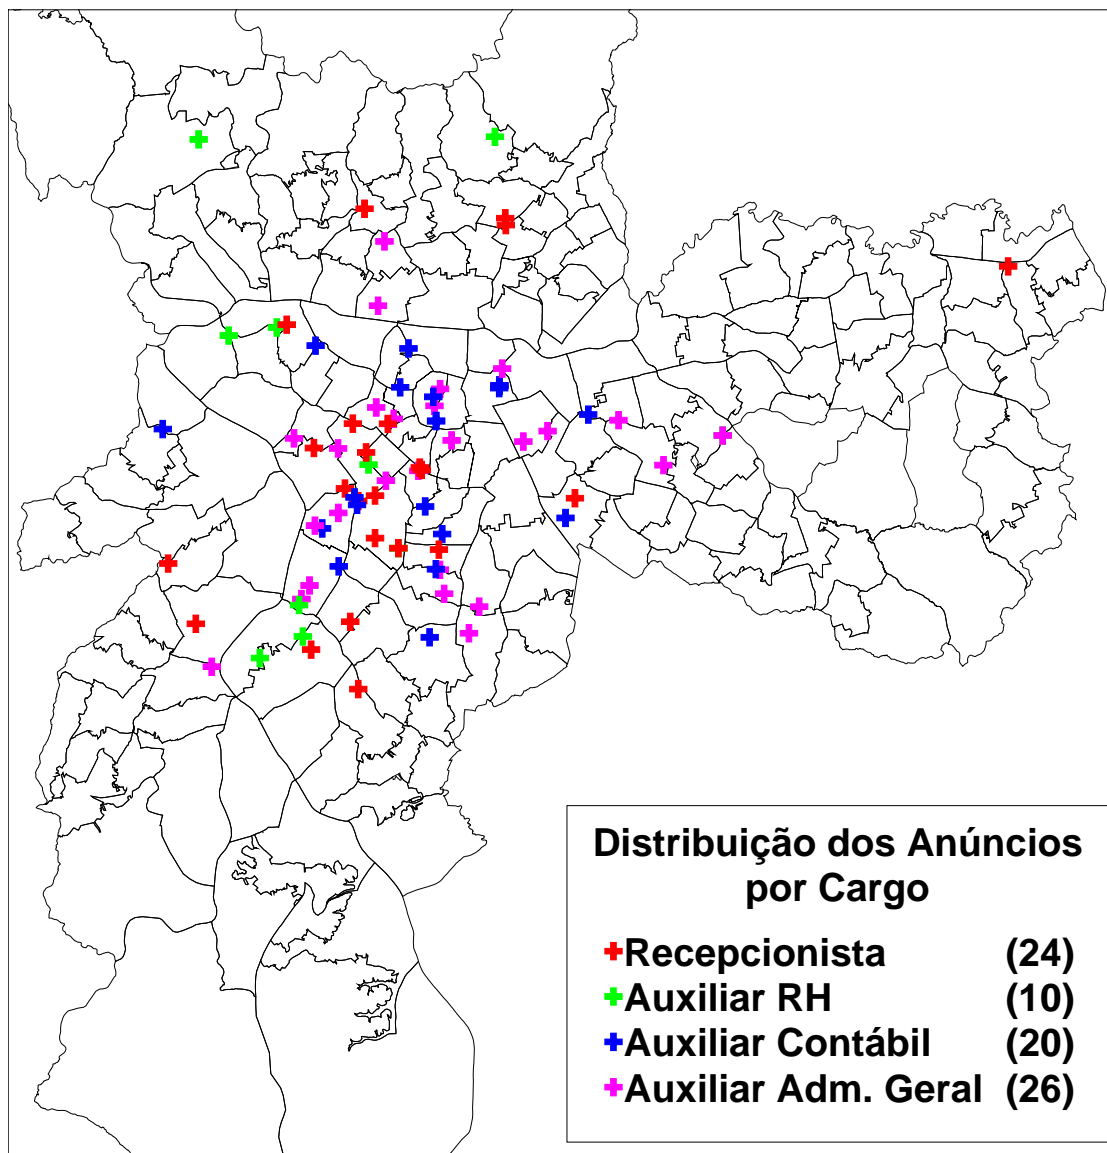 Distribuição dos Anúncios
por Cargo
Recepcionista (24)
Auxiliar RH (10)
Auxiliar Contábil (20)
Auxiliar Adm. Geral (26)